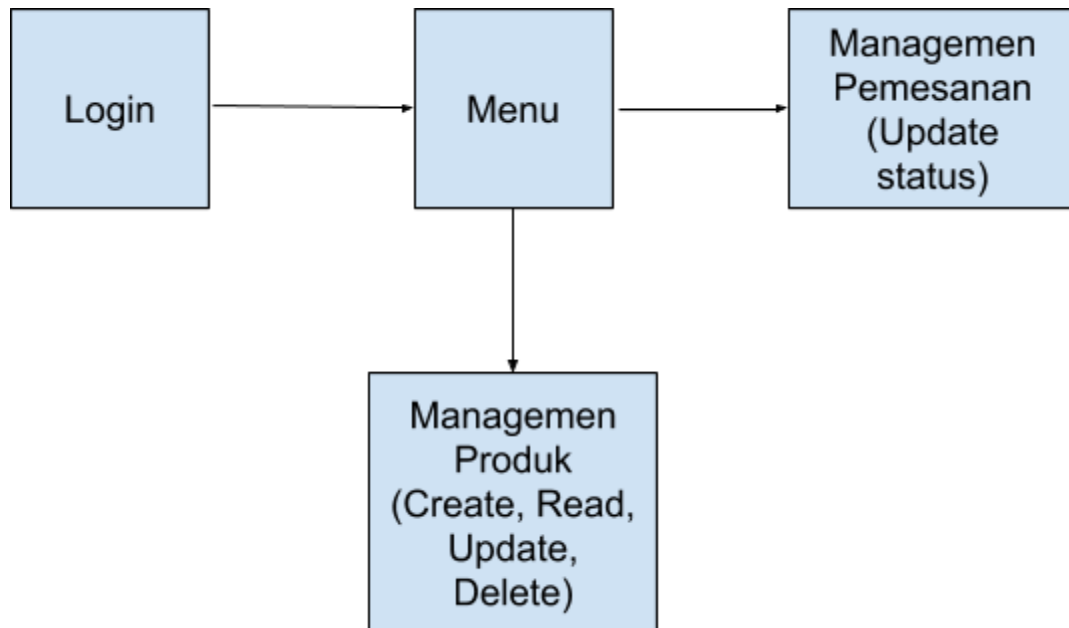 Login
Menu
Managemen
Pemesanan
(Update
status)
Managemen
Produk
(Create, Read,
Update,
Delete)